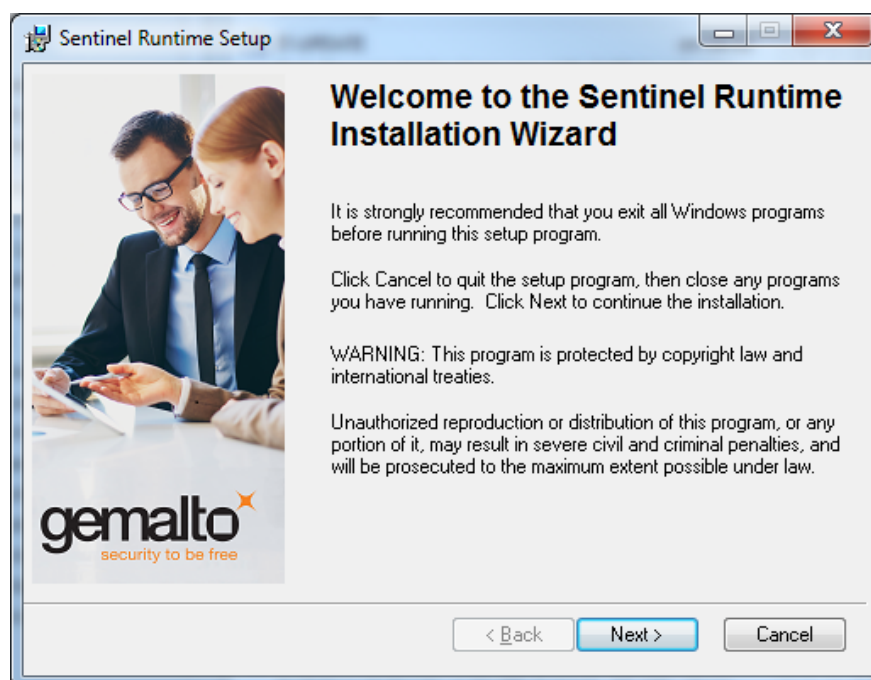 Sentinel Runtime Setup
Welcome to the Sentinel Runtime
Installation Wizard
It is strongly recommended that you exit all Windows programs
before running this setup program.
Click Cancel to quit the setup program, then close any programs
you have running. Click Next to continue the installation.
WARNING: This program is protected by copyright law and
international treaties.
Unauthorized reproduction or distribution of this program, or any
portion of it, may result in severe civil and criminal penalties, and
will be prosecuted to the maximum extent possible under law.
gemalto
security to be free
< Back
Next >
Cancel